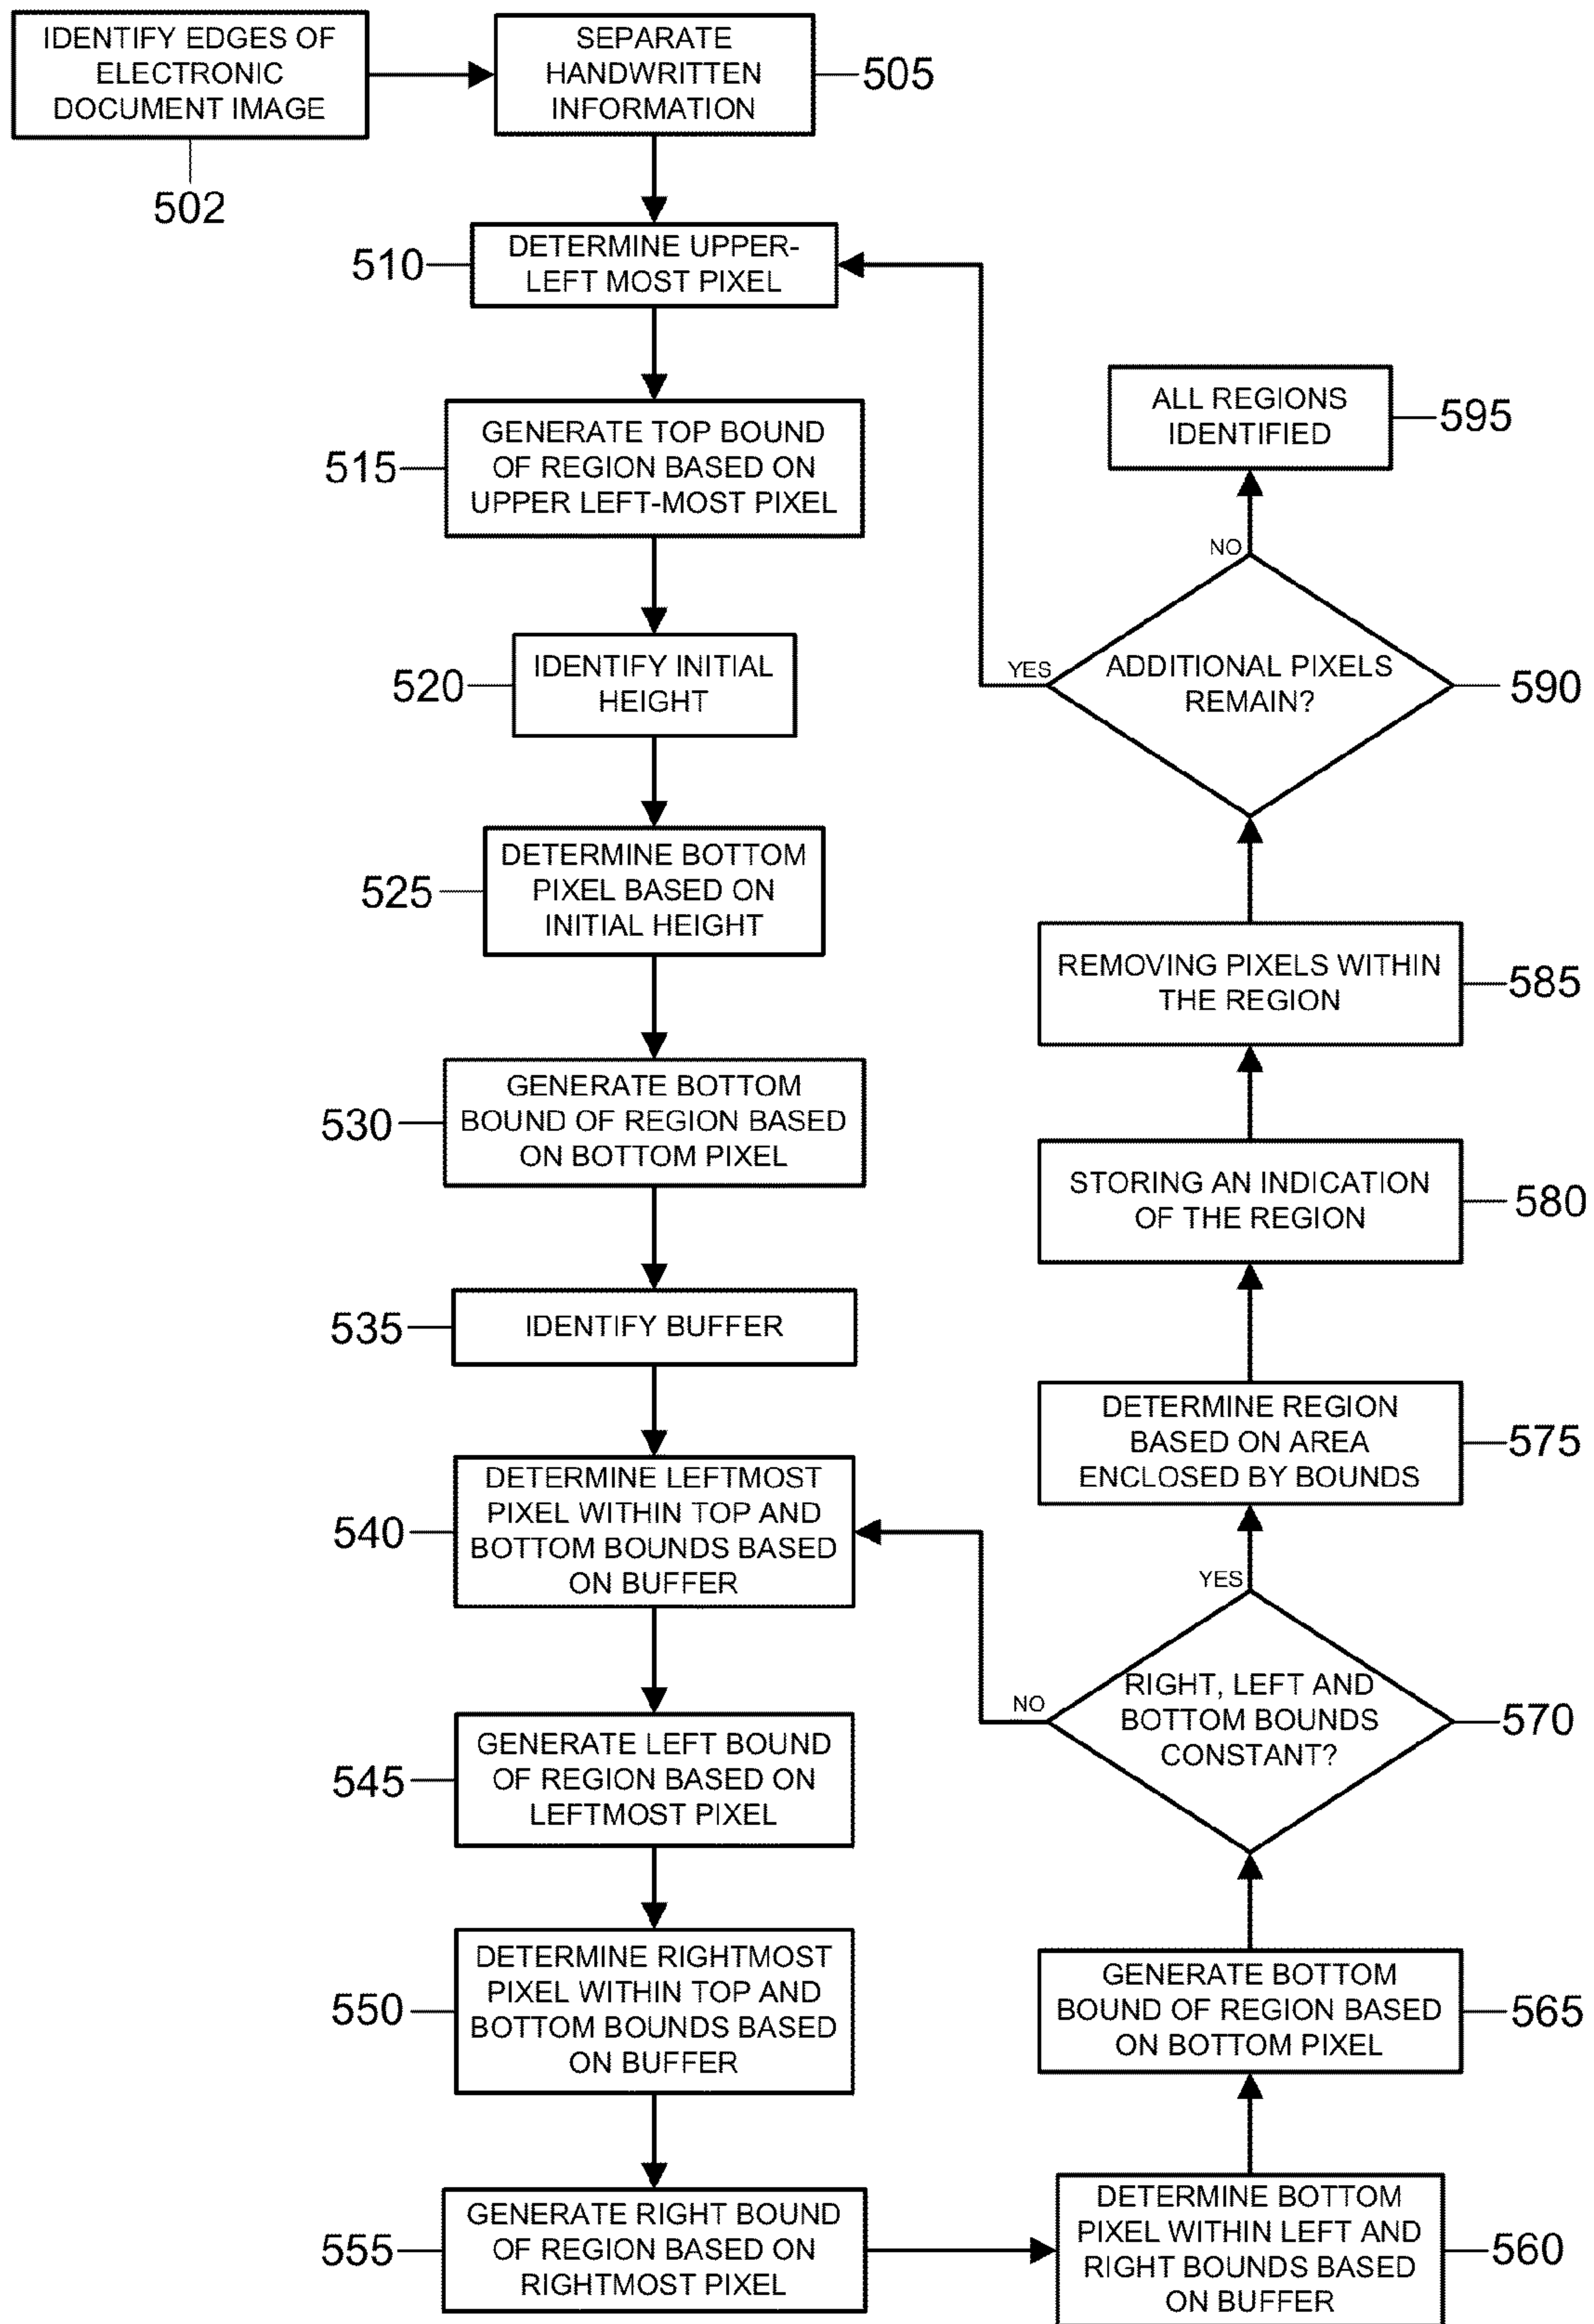 IDENTIFY EDGES OF
ELECTRONIC
DOCUMENT IMAGE
502
SEPARATE
HANDWRITTEN
INFORMATION
505
510
DETERMINE UPPER-
LEFT MOST PIXEL
515
GENERATE TOP BOUND
OF REGION BASED ON
UPPER LEFT-MOST PIXEL
520
IDENTIFY INITIAL
HEIGHT
525
DETERMINE BOTTOM
PIXEL BASED ON
INITIAL HEIGHT
530
GENERATE BOTTOM
BOUND OF REGION BASED
ON BOTTOM PIXEL
535
IDENTIFY BUFFER
540
DETERMINE LEFTMOST
PIXEL WITHIN TOP AND
BOTTOM BOUNDS BASED
ON BUFFER
545
GENERATE LEFT BOUND
OF REGION BASED ON
LEFTMOST PIXEL
550
DETERMINE RIGHTMOST
PIXEL WITHIN TOP AND
BOTTOM BOUNDS BASED
ON BUFFER
555
GENERATE RIGHT BOUND
OF REGION BASED ON
RIGHTMOST PIXEL
DETERMINE BOTTOM
PIXEL WITHIN LEFT AND
RIGHT BOUNDS BASED
ON BUFFER
560
GENERATE BOTTOM
BOUND OF REGION BASED
ON BOTTOM PIXEL
565
RIGHT, LEFT AND
BOTTOM BOUNDS
CONSTANT?
570
NO
YES
DETERMINE REGION
BASED ON AREA
ENCLOSED BY BOUNDS
575
STORING AN INDICATION
OF THE REGION
580
REMOVING PIXELS WITHIN
THE REGION
585
ADDITIONAL PIXELS
REMAIN?
590
YES
NO
ALL REGIONS
IDENTIFIED
595